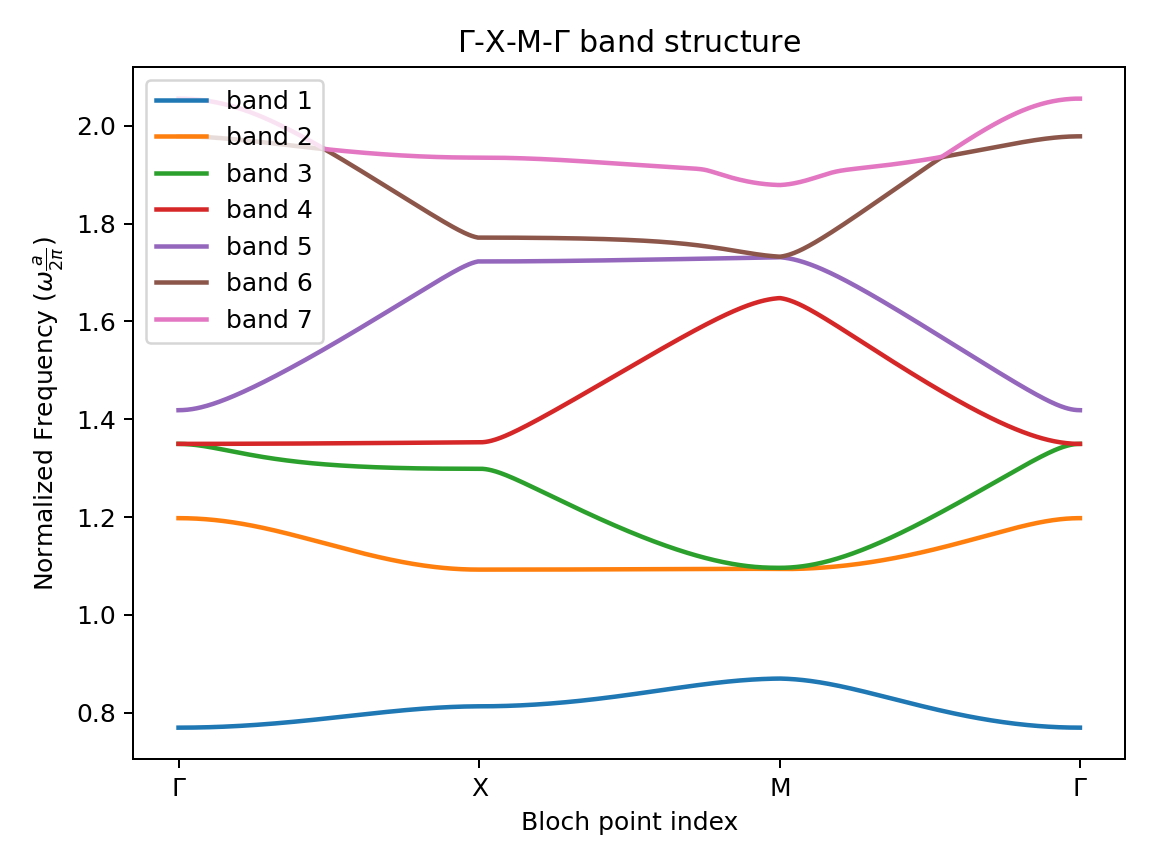 Γ-X-M-Γ band structure
Normalized Frequency (ω a/2π)
2.0
1.8
1.6
1.4
1.2
1.0
0.8
band 1
band 2
band 3
band 4
band 5
band 6
band 7
Γ X M Γ
Bloch point index